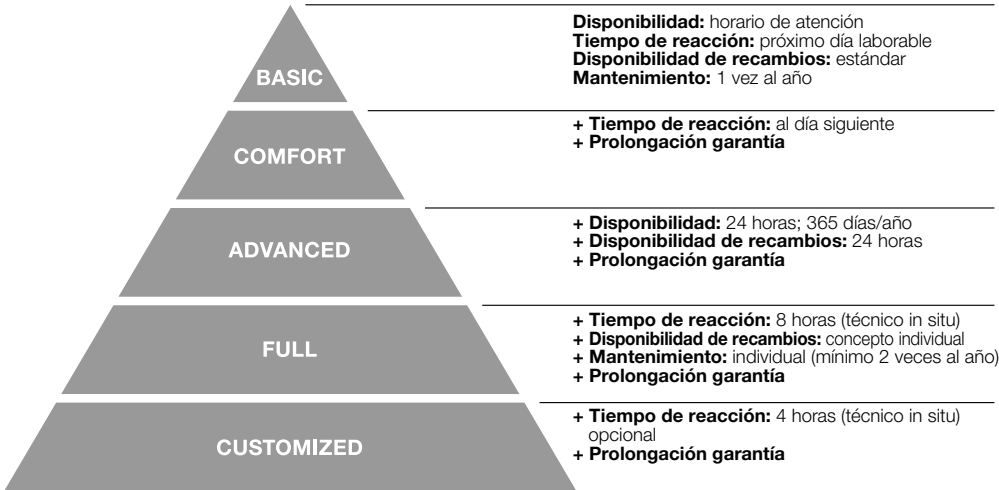 Disponibilidad: horario de atención
Tiempo de reacción: próximo día laborable
Disponibilidad de recambios: estándar
Mantenimiento: 1 vez al año
BASIC
+ Tiempo de reacción: al día siguiente
+ Prolongación garantía
COMFORT
+ Disponibilidad: 24 horas; 365 días/año
+ Disponibilidad de recambios: 24 horas
+ Prolongación garantía
ADVANCED
+ Tiempo de reacción: 8 horas (técnico in situ)
+ Disponibilidad de recambios: concepto individual
+ Mantenimiento: individual (mínimo 2 veces al año)
+ Prolongación garantía
FULL
+ Tiempo de reacción: 4 horas (técnico in situ)
opcional
+ Prolongación garantía
CUSTOMIZED